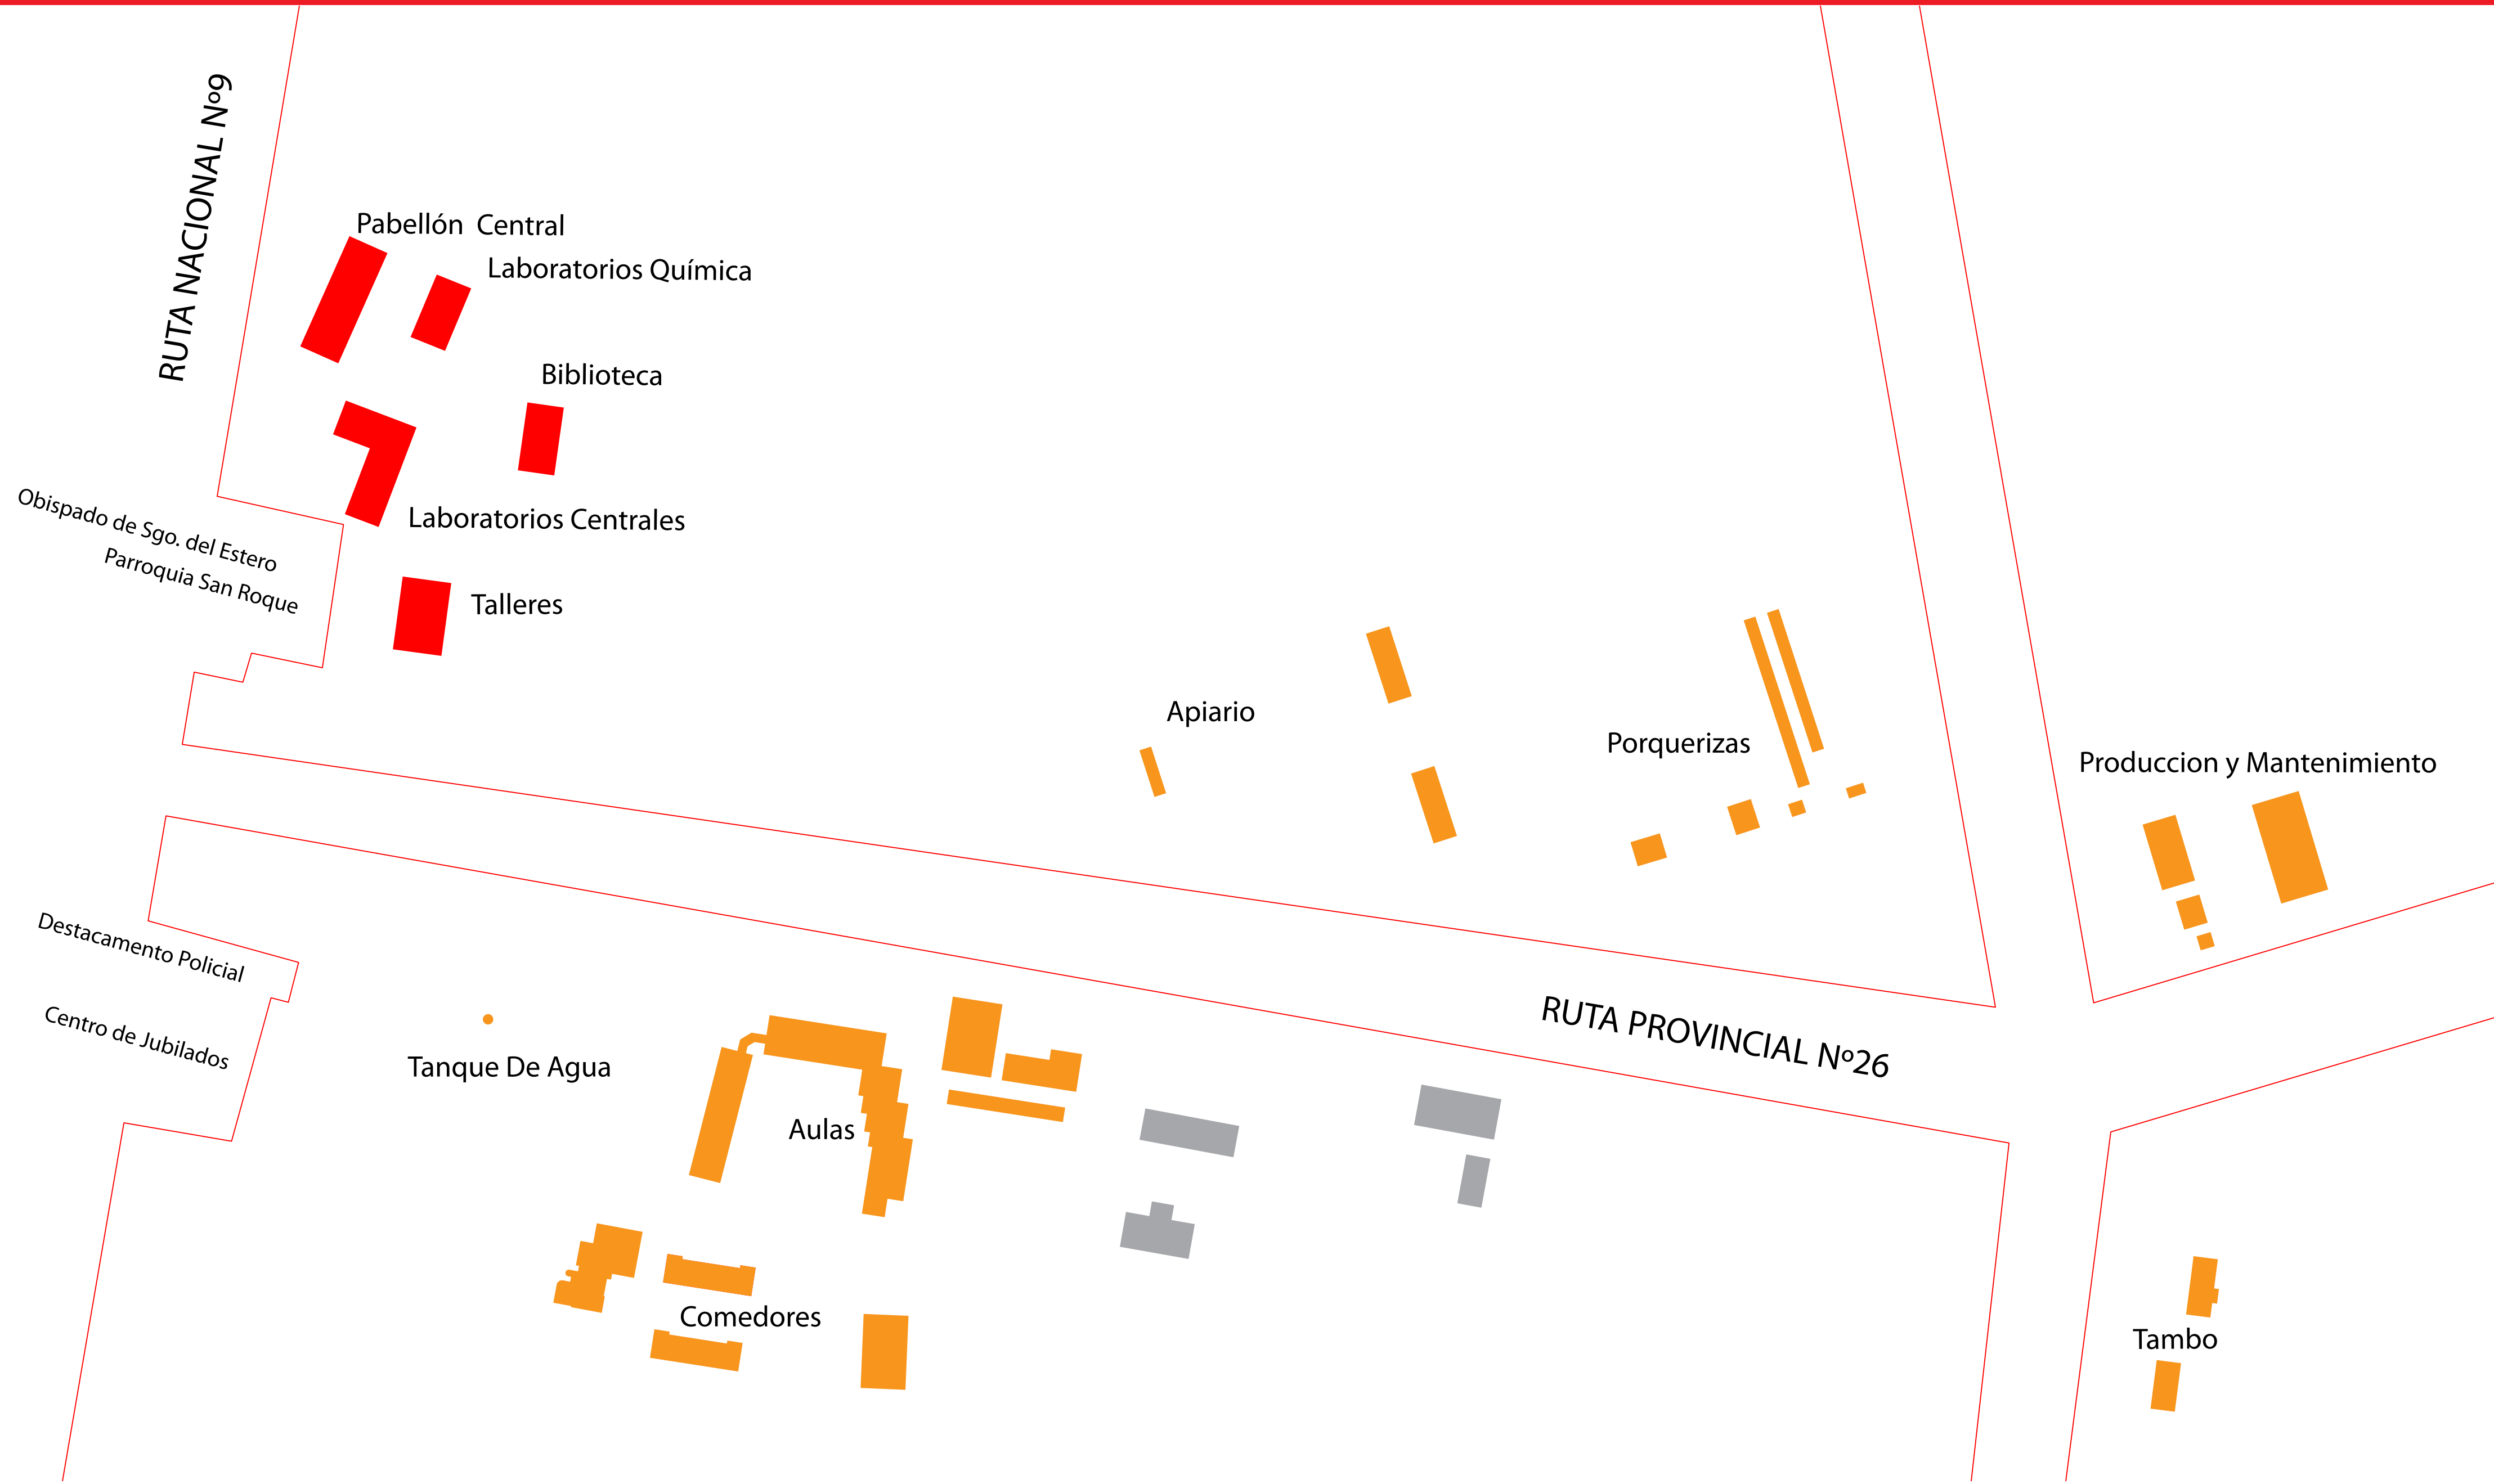 RUTA NACIONAL Nº9
Pabellón Central
Laboratorios Química
Biblioteca
Obispado de Sgo. del Estero
Parroquia San Roque
Laboratorios Centrales
Talleres
Apiario
Porquerizas
Produccion y Mantenimiento
Destacamento Policial
Centro de Jubilados
RUTA PROVINCIAL Nº26
Tanque De Agua
Aulas
Comedores
Tambo